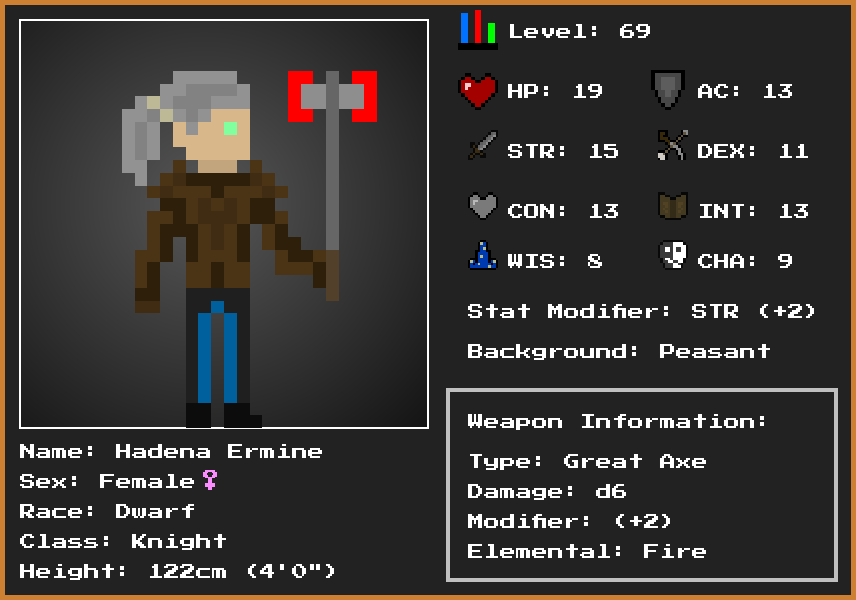 Level: 69
HP: 19
AC: 13
STR: 15
DEX: 11
CON: 13
INT: 13
WIS: 8
CHA: 9
Stat Modifier: STR (+2)
Background: Peasant
Weapon Information:
Type: Great Axe
Damage: d6
Modifier: (+2)
Elemental: Fire
Name: Hadena Ermine
Sex: Female♀
Race: Dwarf
Class: Knight
Height: 122cm (4'0")